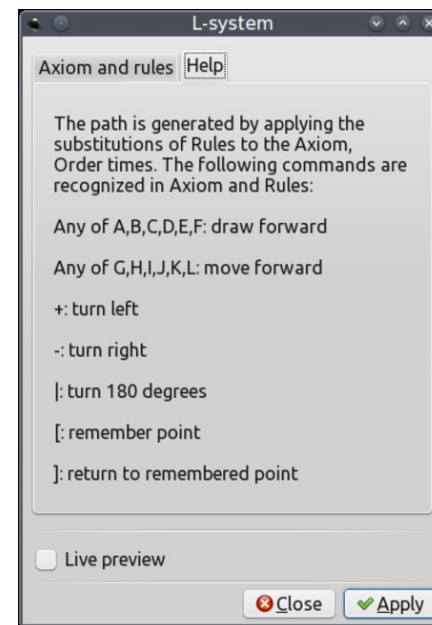 L-system
Axiom and rules Help
The path is generated by applying the
substitutions of Rules to the Axiom,
Order times. The following commands are
recognized in Axiom and Rules:
Any of A,B,C,D,E,F: draw forward
Any of G,H,I,J,K,L: move forward
+: turn left
-: turn right
|: turn 180 degrees
[: remember point
]: return to remembered point
Live preview
Close Apply